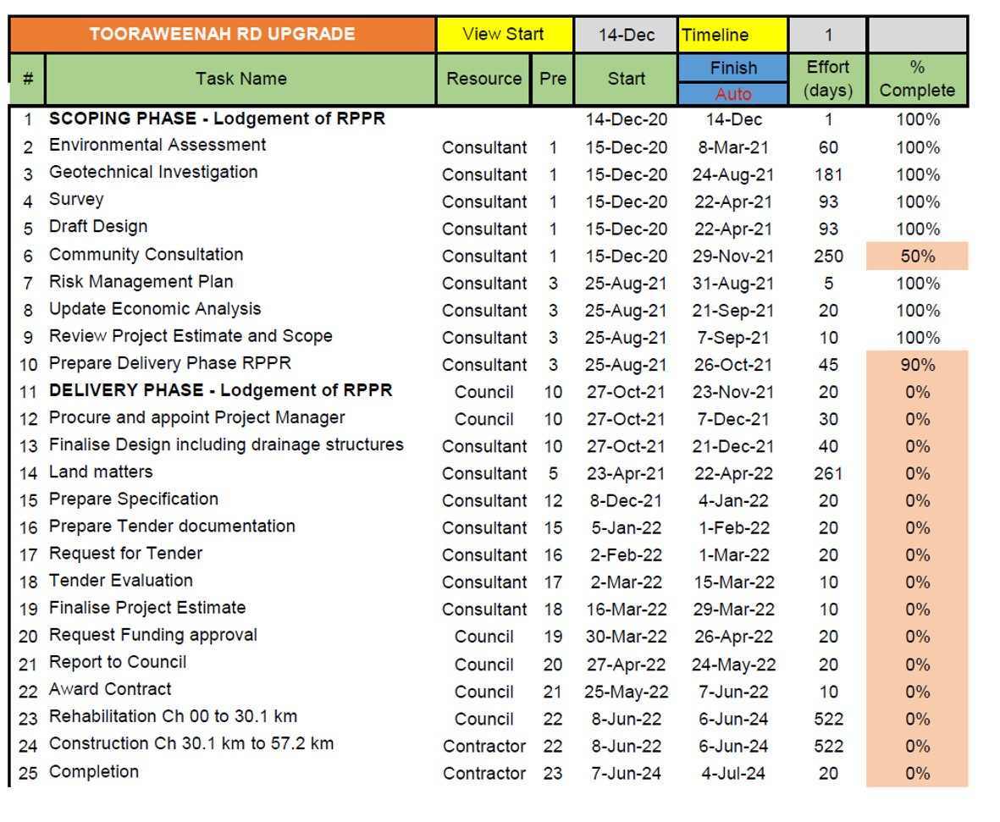 TOORAWEENAH RD UPGRADE View Start 14-Dec Timeline 1
# Task Name Resource Pre Start Finish Auto Effort (days) % Complete
1 SCOPING PHASE - Lodgement of RPPR 14-Dec-20 14-Dec 1 100%
2 Environmental Assessment Consultant 1 15-Dec-20 8-Mar-21 60 100%
3 Geotechnical Investigation Consultant 1 15-Dec-20 24-Aug-21 181 100%
4 Survey Consultant 1 15-Dec-20 22-Apr-21 93 100%
5 Draft Design Consultant 1 15-Dec-20 22-Apr-21 93 100%
6 Community Consultation Consultant 1 15-Dec-20 29-Nov-21 250 50%
7 Risk Management Plan Consultant 3 25-Aug-21 31-Aug-21 5 100%
8 Update Economic Analysis Consultant 3 25-Aug-21 21-Sep-21 20 100%
9 Review Project Estimate and Scope Consultant 3 25-Aug-21 7-Sep-21 10 100%
10 Prepare Delivery Phase RPPR Consultant 3 25-Aug-21 26-Oct-21 45 90%
11 DELIVERY PHASE - Lodgement of RPPR Council 10 27-Oct-21 23-Nov-21 20 0%
12 Procure and appoint Project Manager Council 10 27-Oct-21 7-Dec-21 30 0%
13 Finalise Design including drainage structures Consultant 10 27-Oct-21 21-Dec-21 40 0%
14 Land matters Consultant 5 23-Apr-21 22-Apr-22 261 0%
15 Prepare Specification Consultant 12 8-Dec-21 4-Jan-22 20 0%
16 Prepare Tender documentation Consultant 15 5-Jan-22 1-Feb-22 20 0%
17 Request for Tender Consultant 16 2-Feb-22 1-Mar-22 20 0%
18 Tender Evaluation Consultant 17 2-Mar-22 15-Mar-22 10 0%
19 Finalise Project Estimate Consultant 18 16-Mar-22 29-Mar-22 10 0%
20 Request Funding approval Council 19 30-Mar-22 26-Apr-22 20 0%
21 Report to Council Council 20 27-Apr-22 24-May-22 20 0%
22 Award Contract Council 21 25-May-22 7-Jun-22 10 0%
23 Rehabilitation Ch 00 to 30.1 km Council 22 8-Jun-22 6-Jun-24 522 0%
24 Construction Ch 30.1 km to 57.2 km Contractor 22 8-Jun-22 6-Jun-24 522 0%
25 Completion Contractor 23 7-Jun-24 4-Jul-24 20 0%